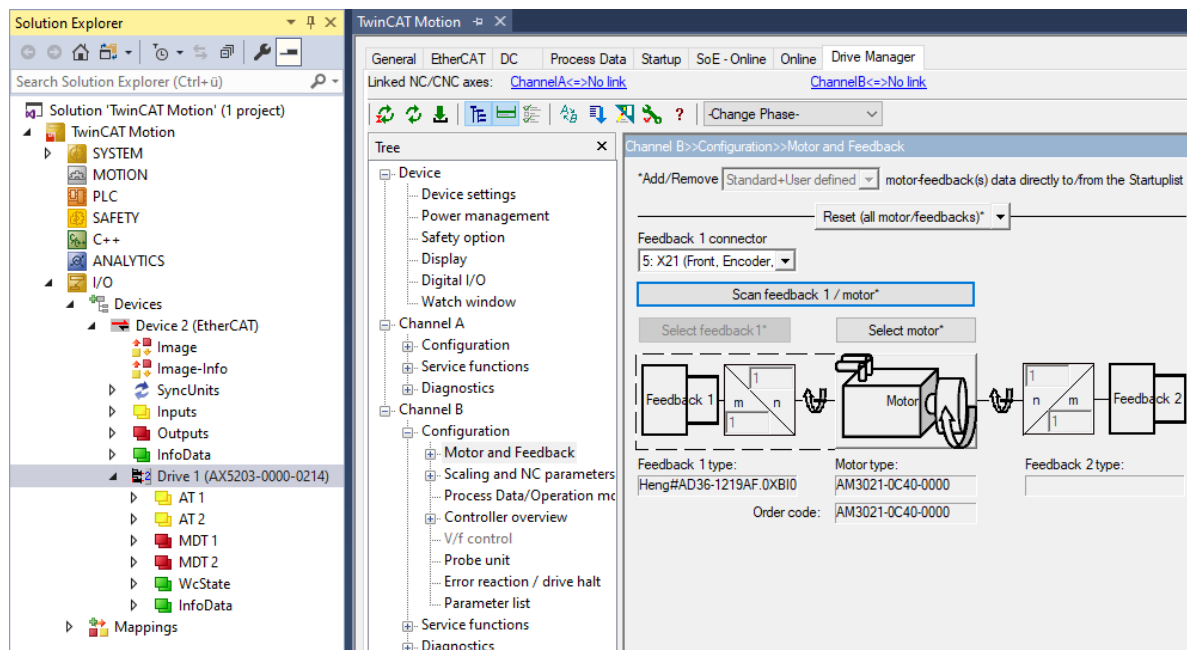 Solution Explorer
Search Solution Explorer (Ctrl+ü)
Solution 'TwinCAT Motion' (1 project)
TwinCAT Motion
SYSTEM
MOTION
PLC
SAFETY
C++
ANALYTICS
I/O
Devices
Device 2 (EtherCAT)
Image
Image-Info
SyncUnits
Inputs
Outputs
InfoData
Drive 1 (AX5203-0000-0214)
AT 1
AT 2
MDT 1
MDT 2
WcState
InfoData
Mappings
TwinCAT Motion
General EtherCAT DC Process Data Startup SoE - Online Online Drive Manager
Linked NC/CNC axes: ChannelA<=>No link ChannelB<=>No link
-Change Phase-
Tree
Device
Device settings
Power management
Safety option
Display
Digital I/O
Watch window
Channel A
Configuration
Service functions
Diagnostics
Channel B
Configuration
Motor and Feedback
Scaling and NC parameters
Process Data/Operation mo
Controller overview
V/f control
Probe unit
Error reaction / drive halt
Parameter list
Service functions
Diagnostics
Channel B>>Configuration>>Motor and Feedback
*Add/Remove Standard+User defined motor-feedback(s) data directly to/from the Startuplist
Reset (all motor/feedbacks)*
Feedback 1 connector
5: X21 (Front, Encoder,
Scan feedback 1 / motor*
Select feedback 1* Select motor*
Feedback 1 1 m n 1 Motor 1 n m 1 Feedback 2
Feedback 1 type: Motor type: Feedback 2 type:
Heng#AD36-1219AF.0XBI0 AM3021-0C40-0000
Order code: AM3021-0C40-0000